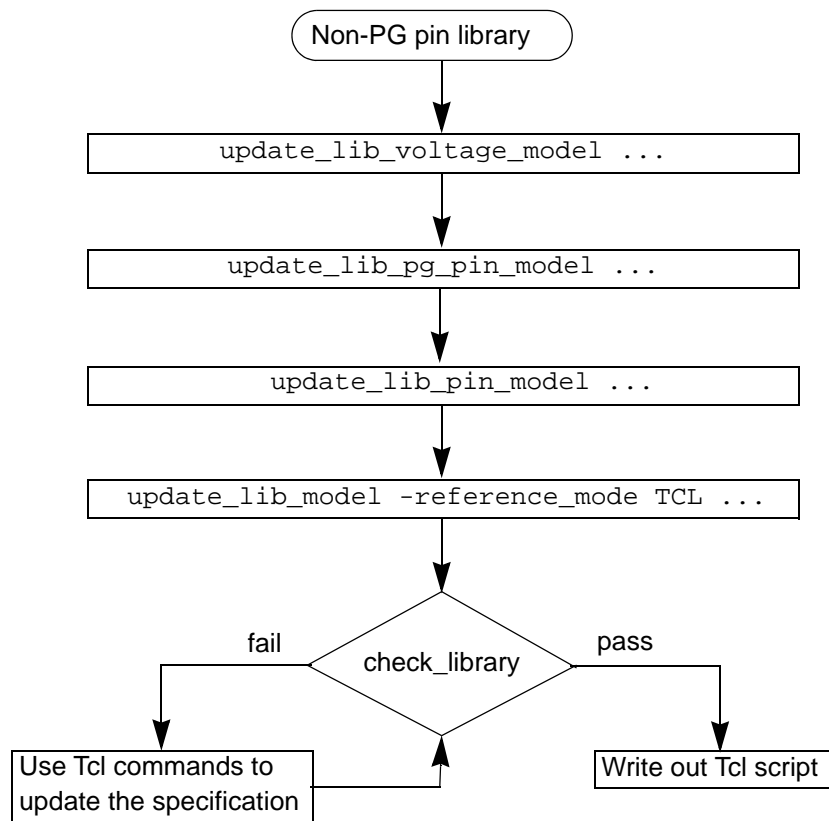 Non-PG pin library
update_lib_voltage_model ...
update_lib_pg_pin_model ...
update_lib_pin_model ...
update_lib_model -reference_mode TCL ...
fail
check_library
pass
Use Tcl commands to
update the specification
Write out Tcl script